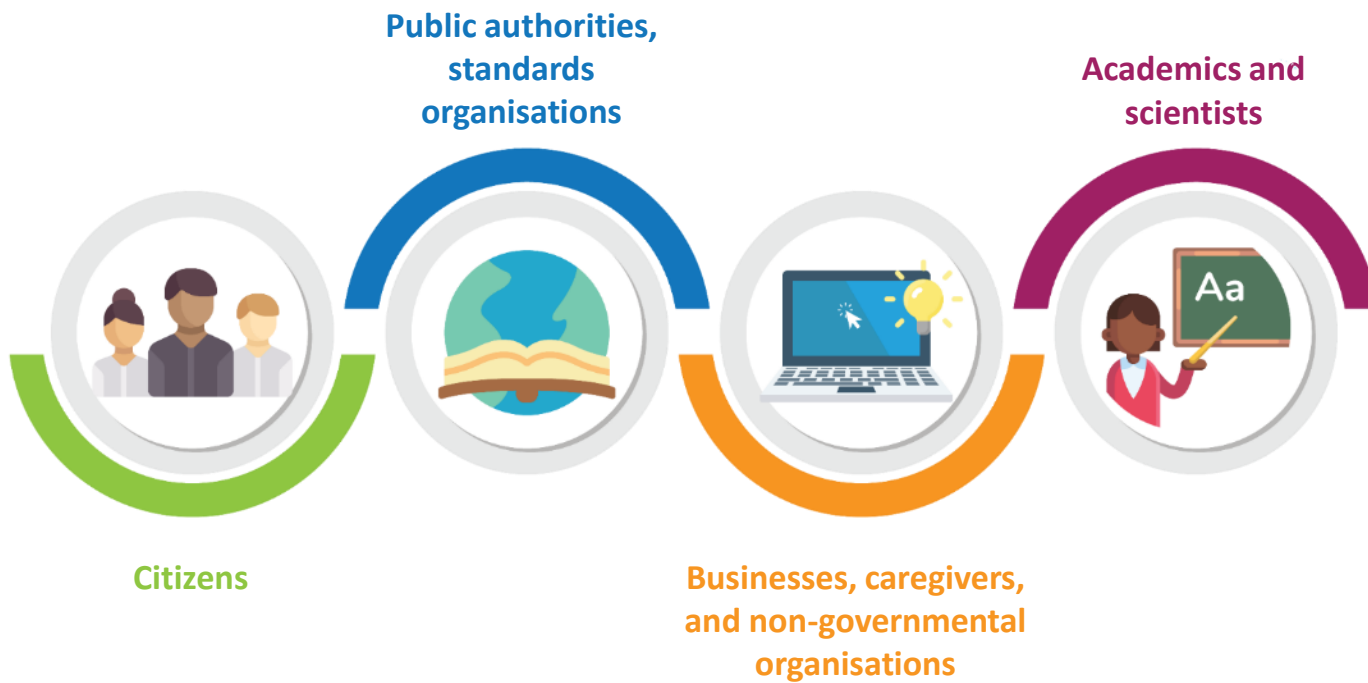 Public authorities,
standards
organisations
Academics and
scientists
Aa
Citizens
Businesses, caregivers,
and non-governmental
organisations